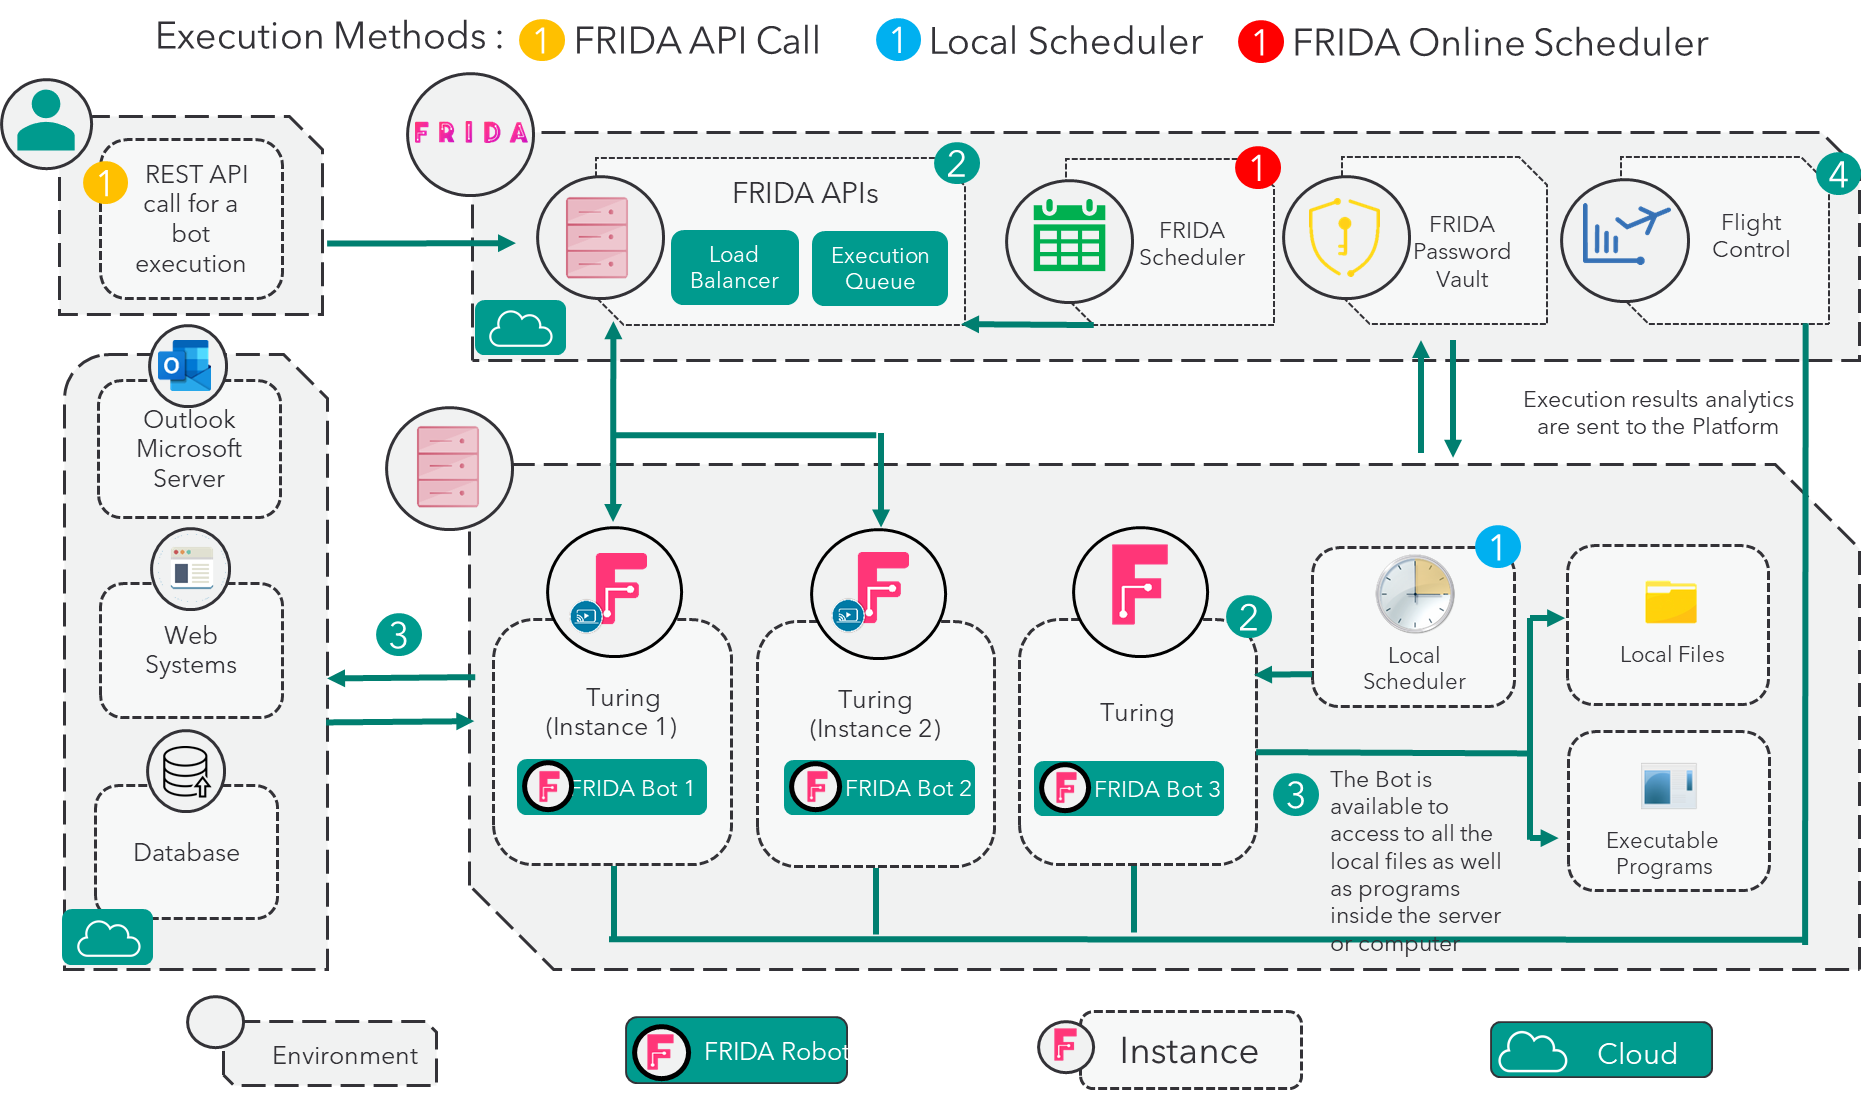 Execution Methods : 1 FRIDA API Call 1 Local Scheduler 1 FRIDA Online Scheduler
FRIDA
1
REST API
call for a
bot
execution
2
FRIDA APIs
Load
Balancer
Execution
Queue
1
FRIDA
Scheduler
FRIDA
Password
Vault
4
Flight
Control
Execution results analytics
are sent to the Platform
O
Outlook
Microsoft
Server
Web
Systems
Database
3
F
Turing
(Instance 1)
F
FRIDA Bot 1
F
Turing
(Instance 2)
F
FRIDA Bot 2
F
2
Turing
F
FRIDA Bot 3
1
Local
Scheduler
Local Files
Executable
Programs
3
The Bot is
available to
access to all the
local files as well
as programs
inside the server
or computer
Environment
F
FRIDA Robot
F
Instance
Cloud